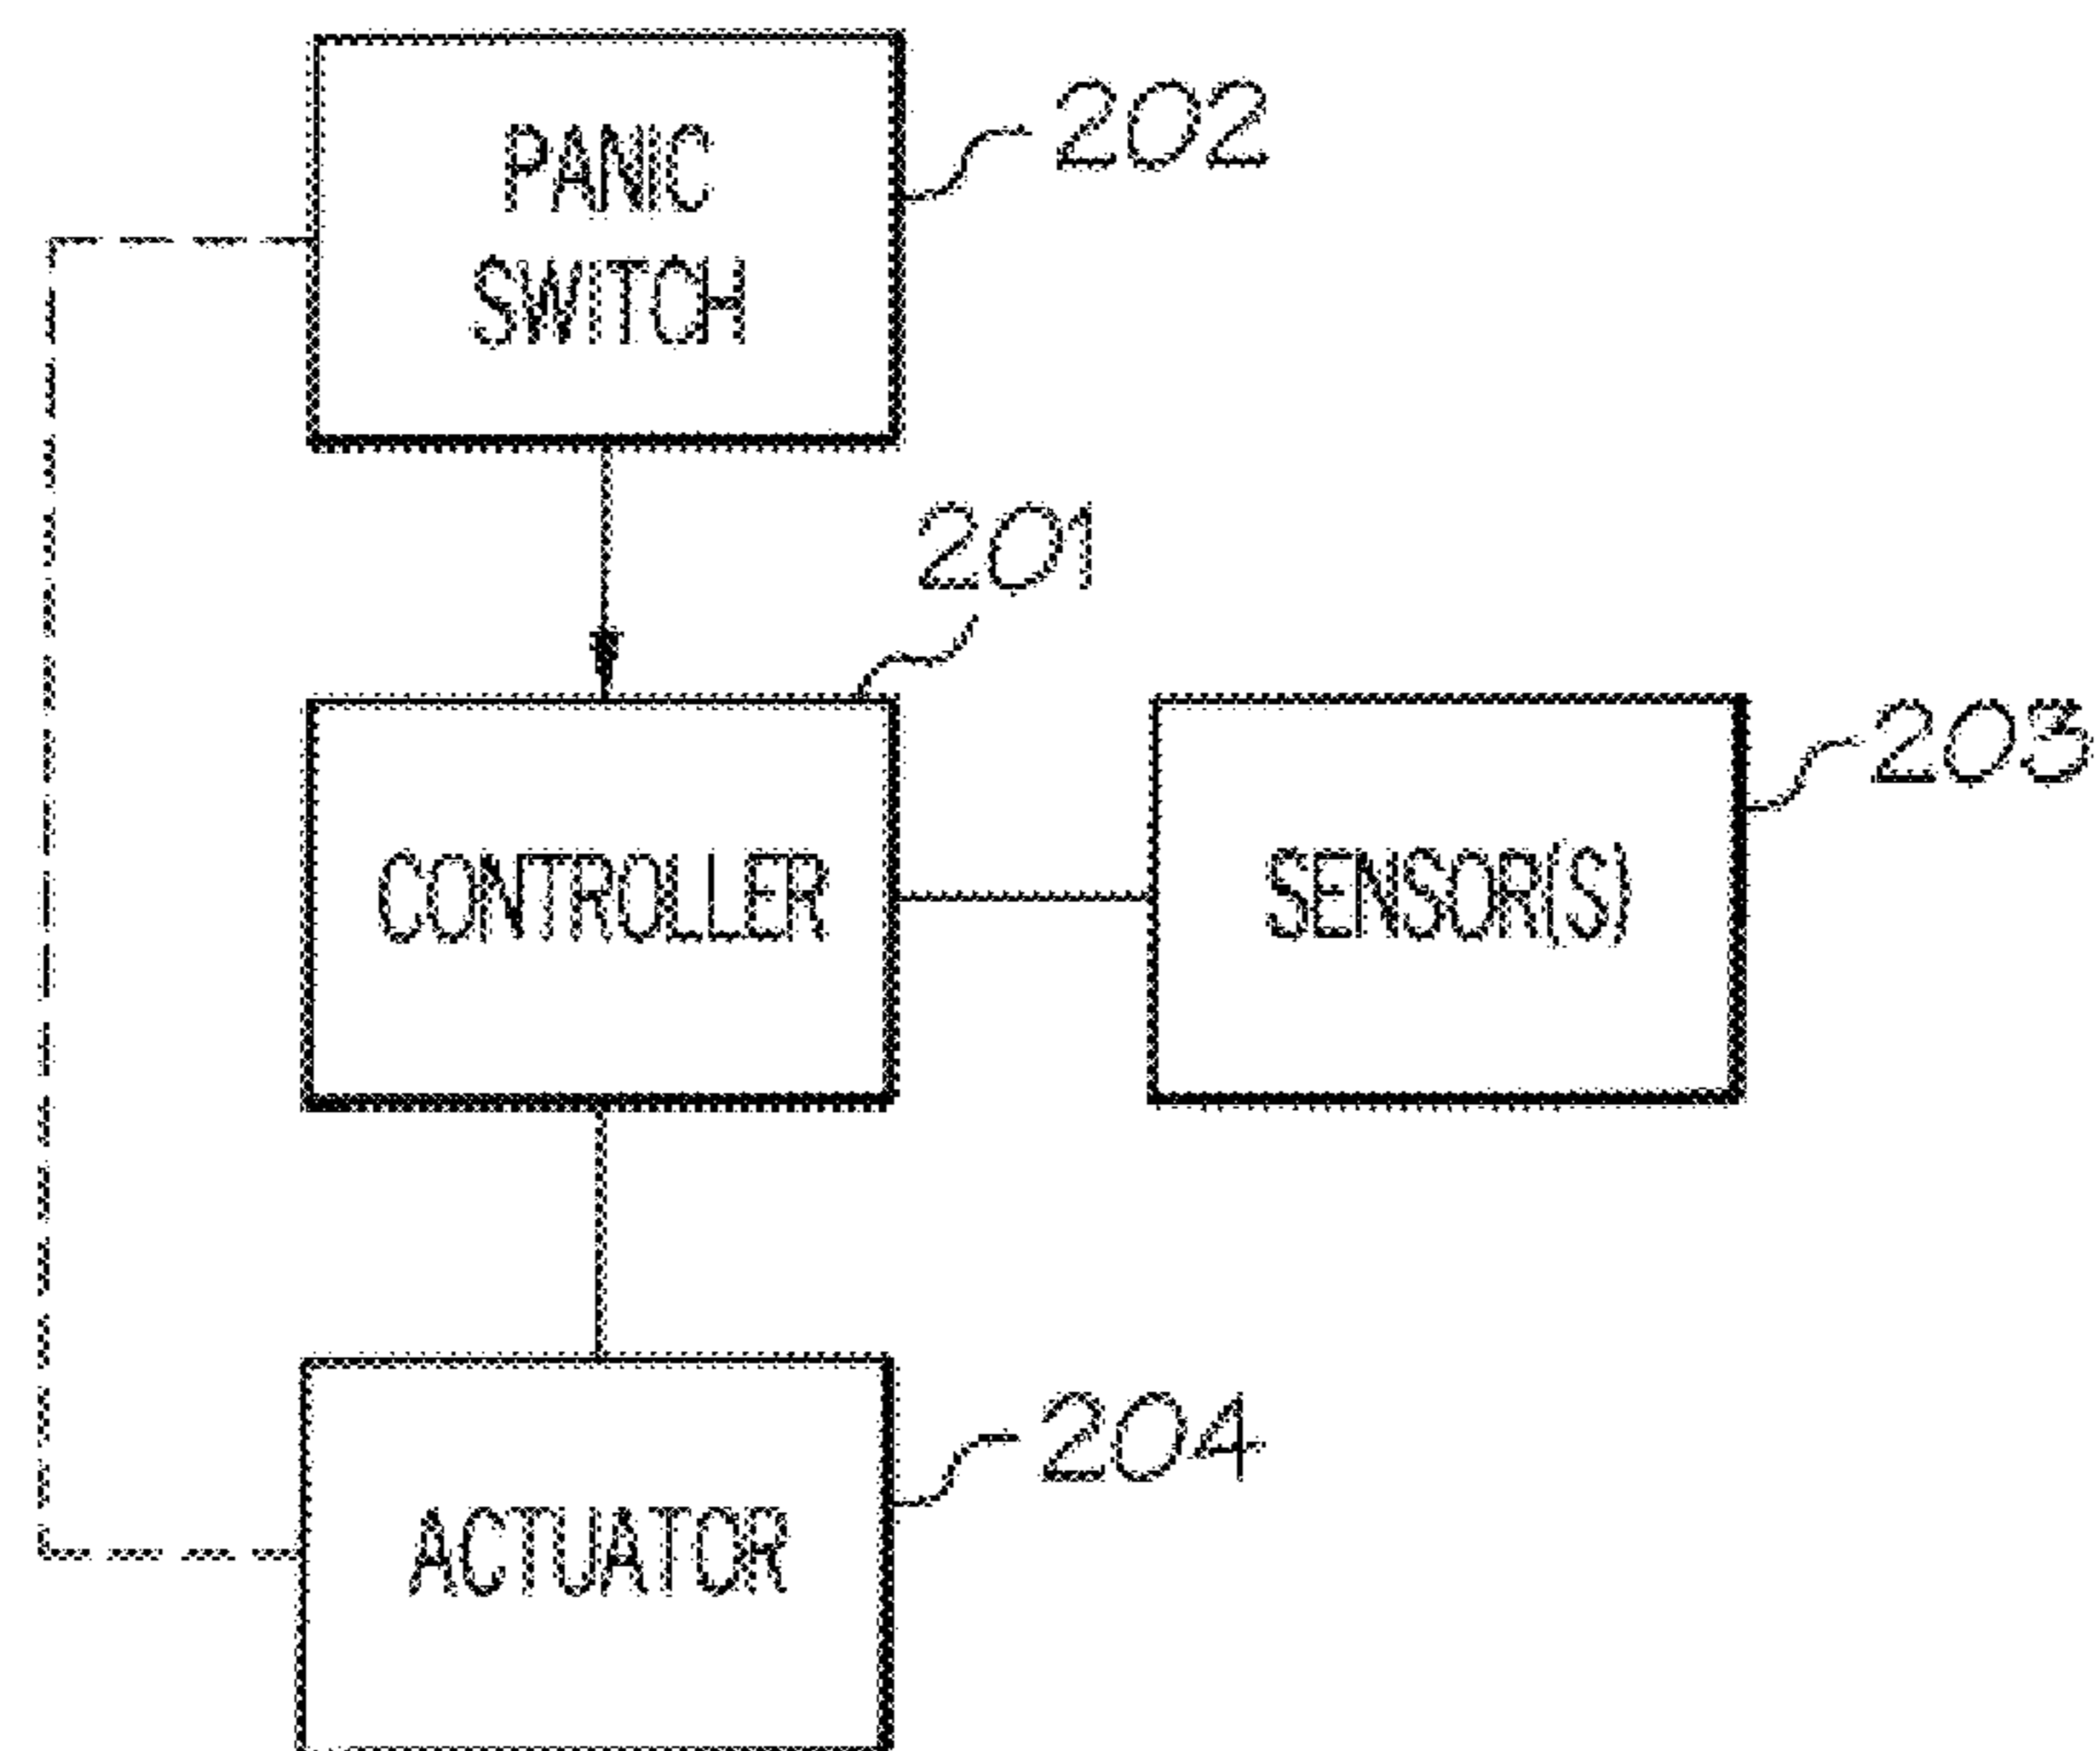 PANIC
SWITCH
202
201
CONTROLLER
SENSOR(S)
203
ACTUATOR
204